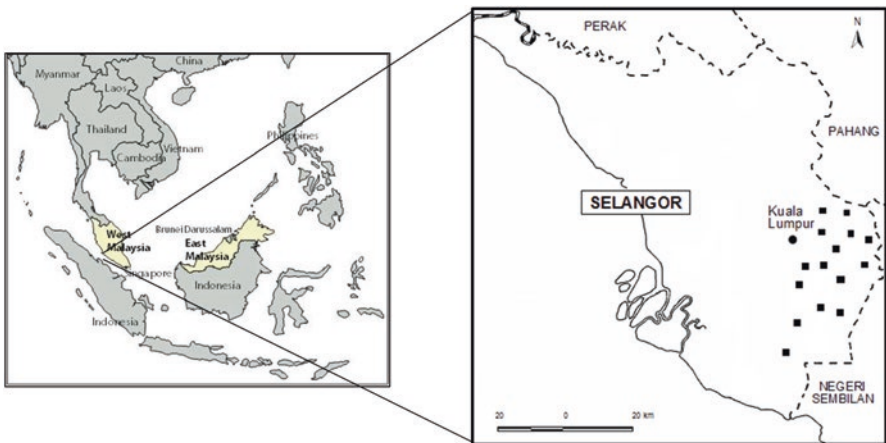 China
Myanmar
Laos
Thailand
Vietnam
Cambodia
Philippines
West
Malaysia
Brunei Darussalam
East
Malaysia
Singapore
Indonesia
Indonesia
PERAK
N
PAHANG
SELANGOR
Kuala
Lumpur
NEGERI
SEMBILAN
20 0 20 km